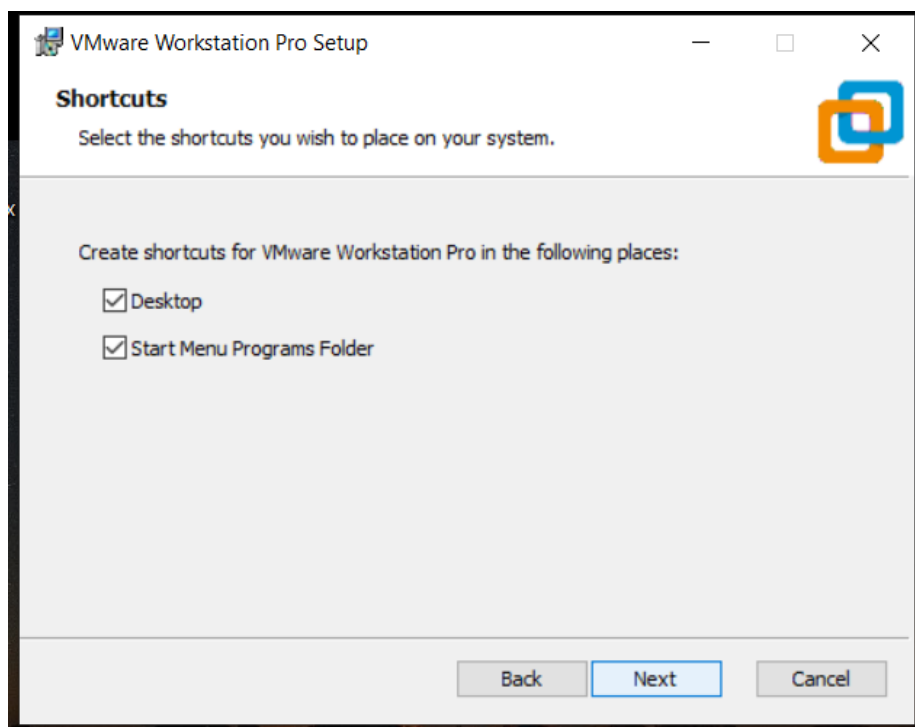 VMware Workstation Pro Setup
Shortcuts
Select the shortcuts you wish to place on your system.
x
Create shortcuts for VMware Workstation Pro in the following places:
Desktop
Start Menu Programs Folder
Back Next Cancel